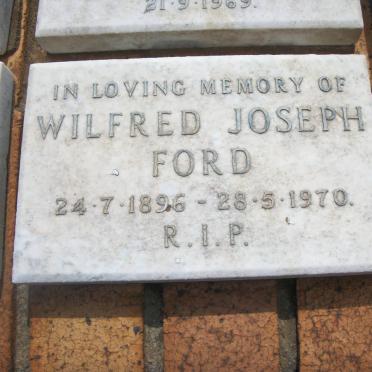 21·9·1969.
IN LOVING MEMORY OF
WILFRED JOSEPH
FORD
24·7·1896 - 28·5·1970.
R.I.P.